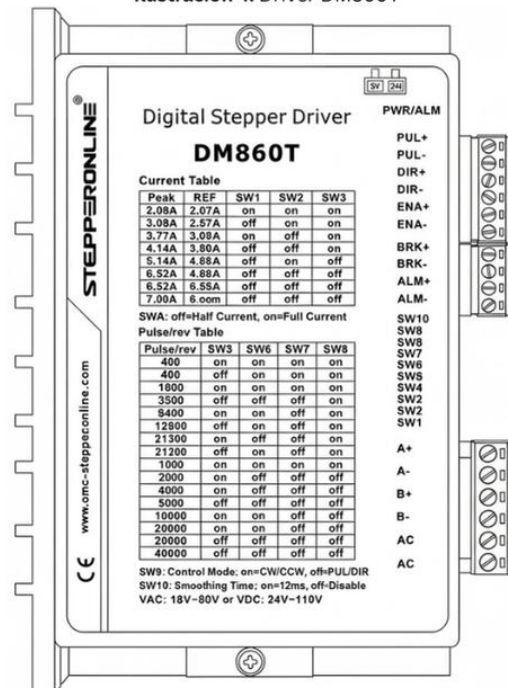 Ilustración 4. Driver DM860T
5V 24V
PWR/ALM
Digital Stepper Driver
DM860T
Current Table
Peak REF SW1 SW2 SW3
2.08A 2.07A on on on
3.08A 2.57A off on on
3.77A 3,08A on off on
4.14A 3,80A off off on
5.14A 4.88A on on off
6.52A 4.88A off on off
6.52A 6.5SA off off off
7.00A 6.oom off off off
SWA: off=Half Current, on=Full Current
Pulse/rev Table
Pulse/rev SW3 SW6 SW7 SW8
400 on on on on
400 off on on on
1800 on on on on
3S00 off off off on
8400 on on off on
12800 off on off on
21300 on off off on
21200 off off off on
1000 on on on off
2000 on off on off
4000 on off off off
5000 off off off off
10000 on off off off
20000 on on off off
20000 off off off off
40000 off off off off
SW9: Control Mode: on=CW/CCW, off=PUL/DIR
SW10: Smoothing Time: on=12ms, off-Disable
VAC: 18V-80V or VDC: 24V-110V
STEPPERONLINE®
www.omc-steppeconline.com
CE
PUL+
PUL-
DIR+
DIR-
ENA+
ENA-
BRK+
BRK-
ALM+
ALM-
SW10
SW8
SW8
SW7
SW6
SWS
SW4
SW2
SW2
SW1
A+
A-
B+
B-
AC
AC